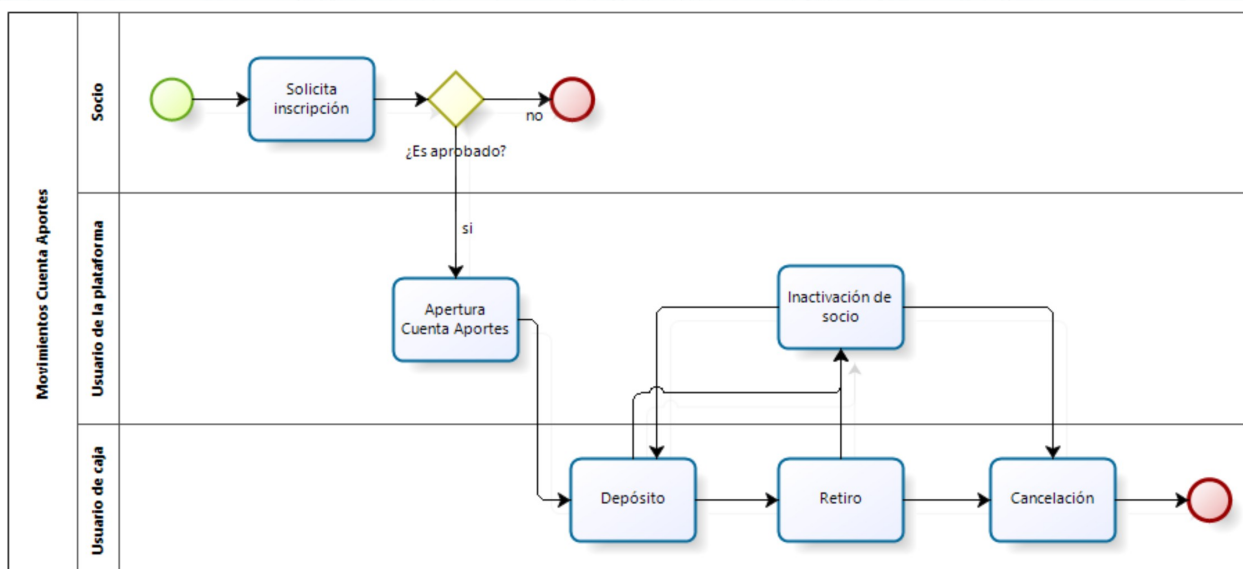 Movimientos Cuenta Aportes
Socio
Solicita
inscripción
¿Es aprobado?
no
si
Usuario de la plataforma
Apertura
Cuenta Aportes
Inactivación de
socio
Usuario de caja
Depósito
Retiro
Cancelación